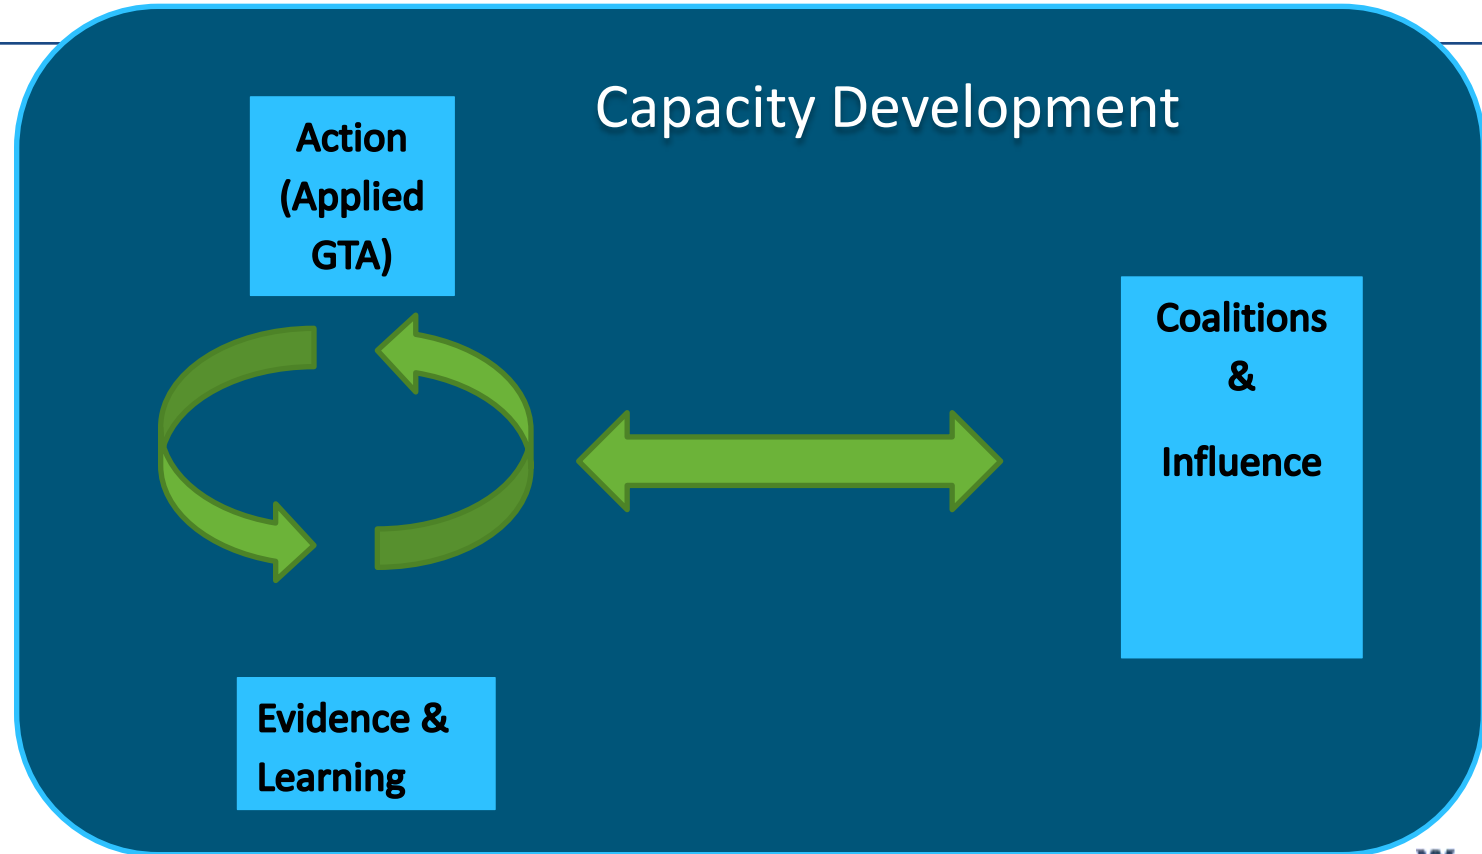 Capacity Development
Action
(Applied
GTA)
Coalitions
&
Influence
Evidence &
Learning